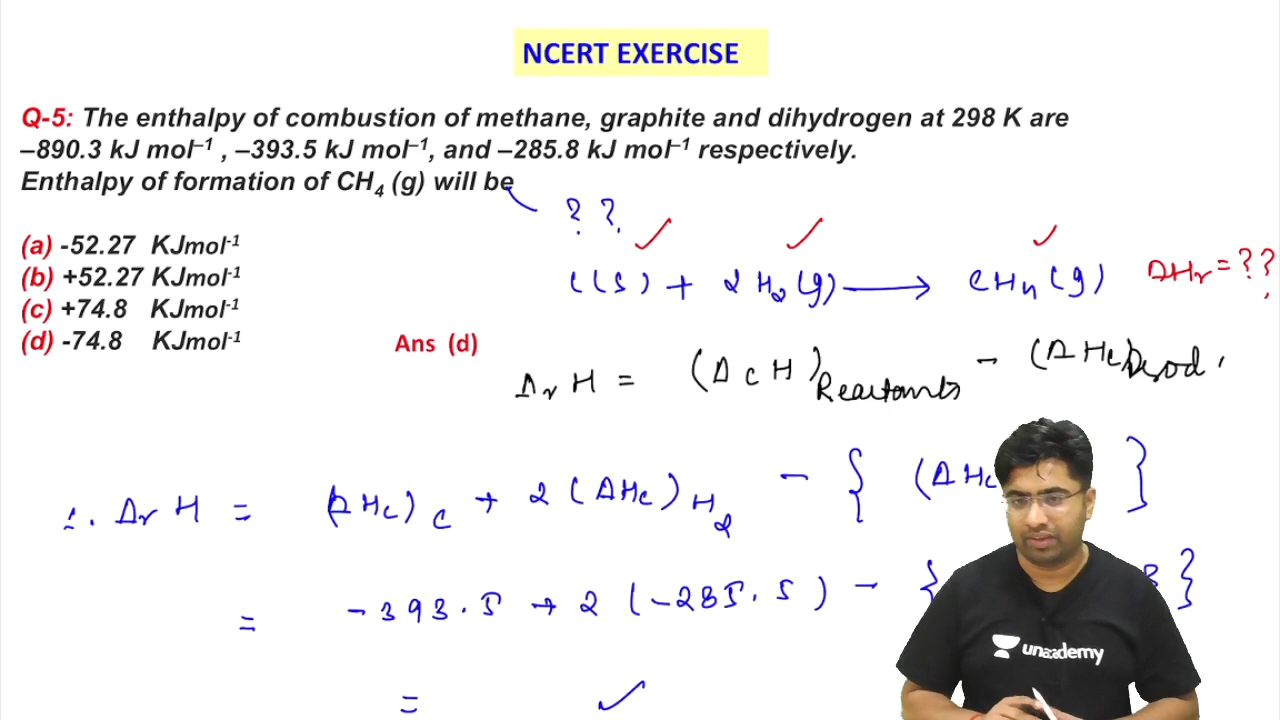 NCERT EXERCISE
Q-5: The enthalpy of combustion of methane, graphite and dihydrogen at 298 K are
–890.3 kJ mol⁻¹ , –393.5 kJ mol⁻¹, and –285.8 kJ mol⁻¹ respectively.
Enthalpy of formation of CH₄ (g) will be
??
(a) -52.27 KJmol⁻¹
(b) +52.27 KJmol⁻¹
(c) +74.8 KJmol⁻¹
(d) -74.8 KJmol⁻¹
Ans (d)
C(s) + 2H₂(g) ⟶ CH₄(g) ΔHr = ??
ΔrH = (ΔcH)Reactants - (ΔHc)Prod.
∴ ΔrH = (ΔHc)C + 2(ΔHc)H₂ - { (ΔHc }
= -393.5 + 2(-285.5) - { 3 }
= ✓
unacademy